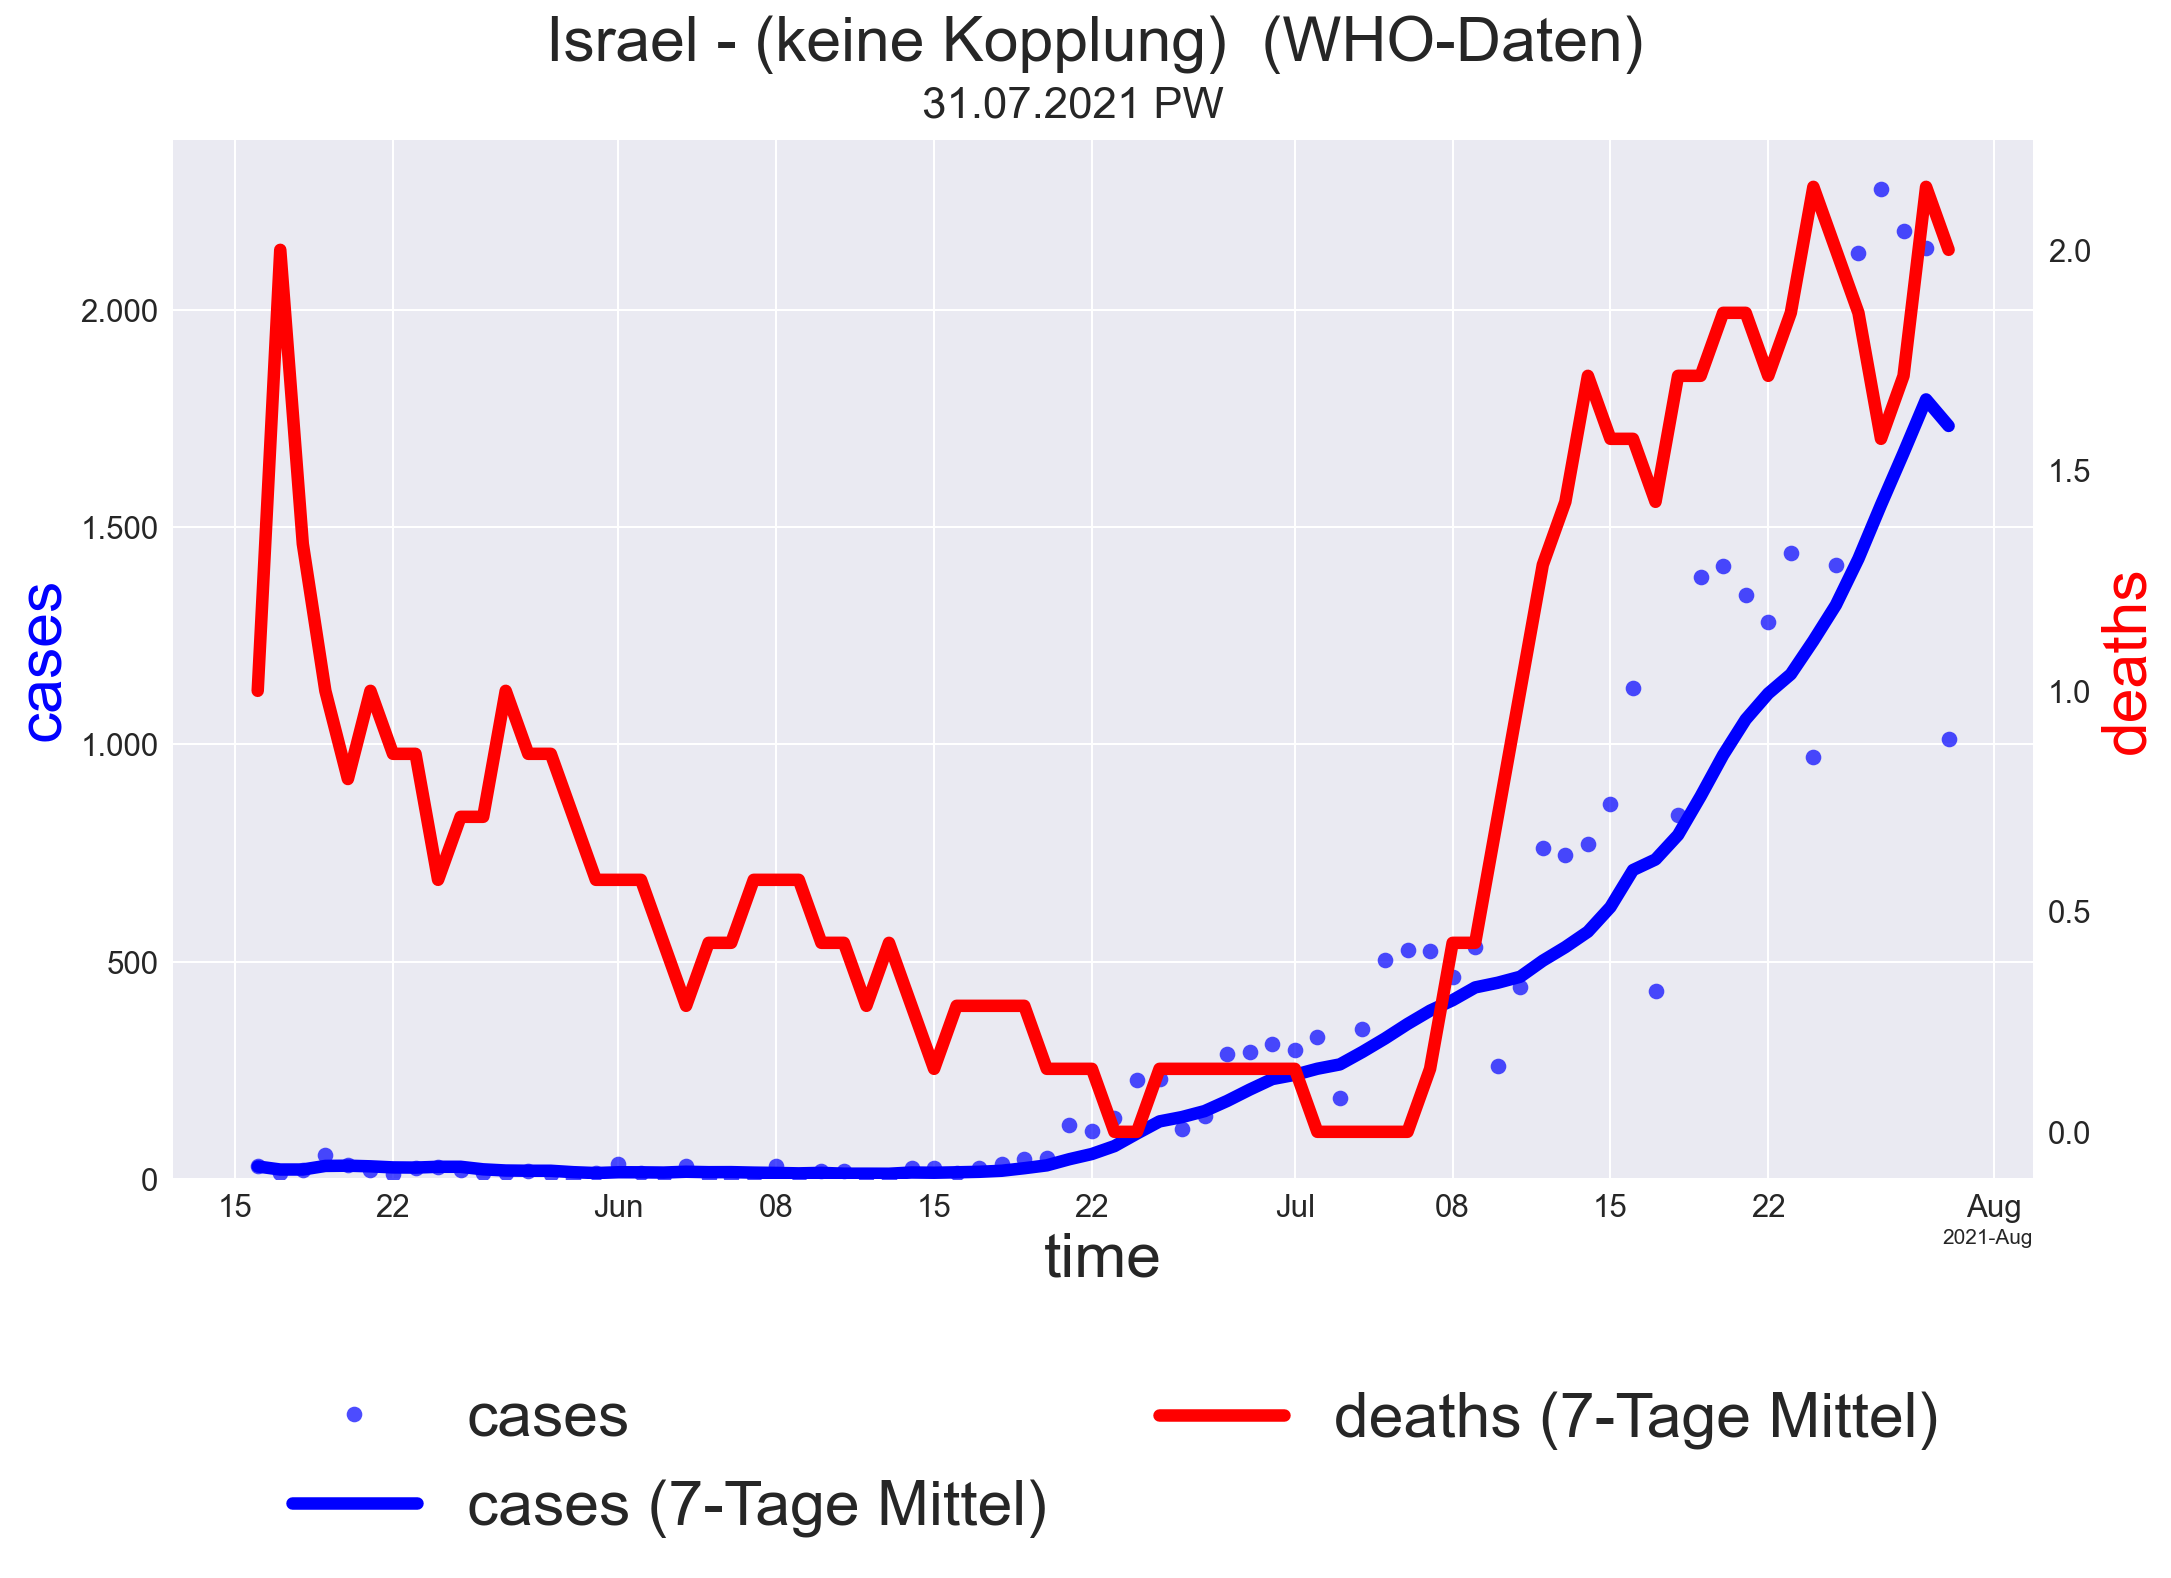 Israel - (keine Kopplung)  (WHO-Daten)
31.07.2021 PW
cases
2.000
1.500
1.000
500
0
2.0
1.5
1.0
0.5
0.0
deaths
15 22 Jun 08 15 22 Jul 08 15 22 Aug
2021-Aug
time
cases
deaths (7-Tage Mittel)
cases (7-Tage Mittel)